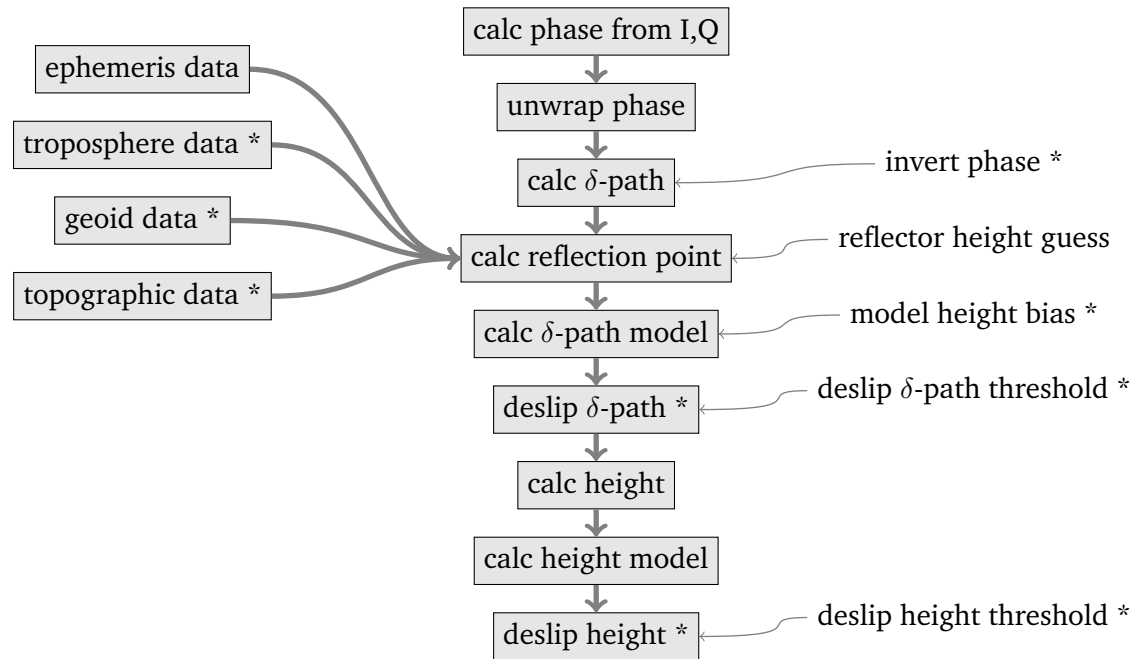 calc phase from I,Q
ephemeris data
unwrap phase
troposphere data *
calc δ-path
invert phase *
geoid data *
calc reflection point
reflector height guess
topographic data *
calc δ-path model
model height bias *
deslip δ-path *
deslip δ-path threshold *
calc height
calc height model
deslip height *
deslip height threshold *